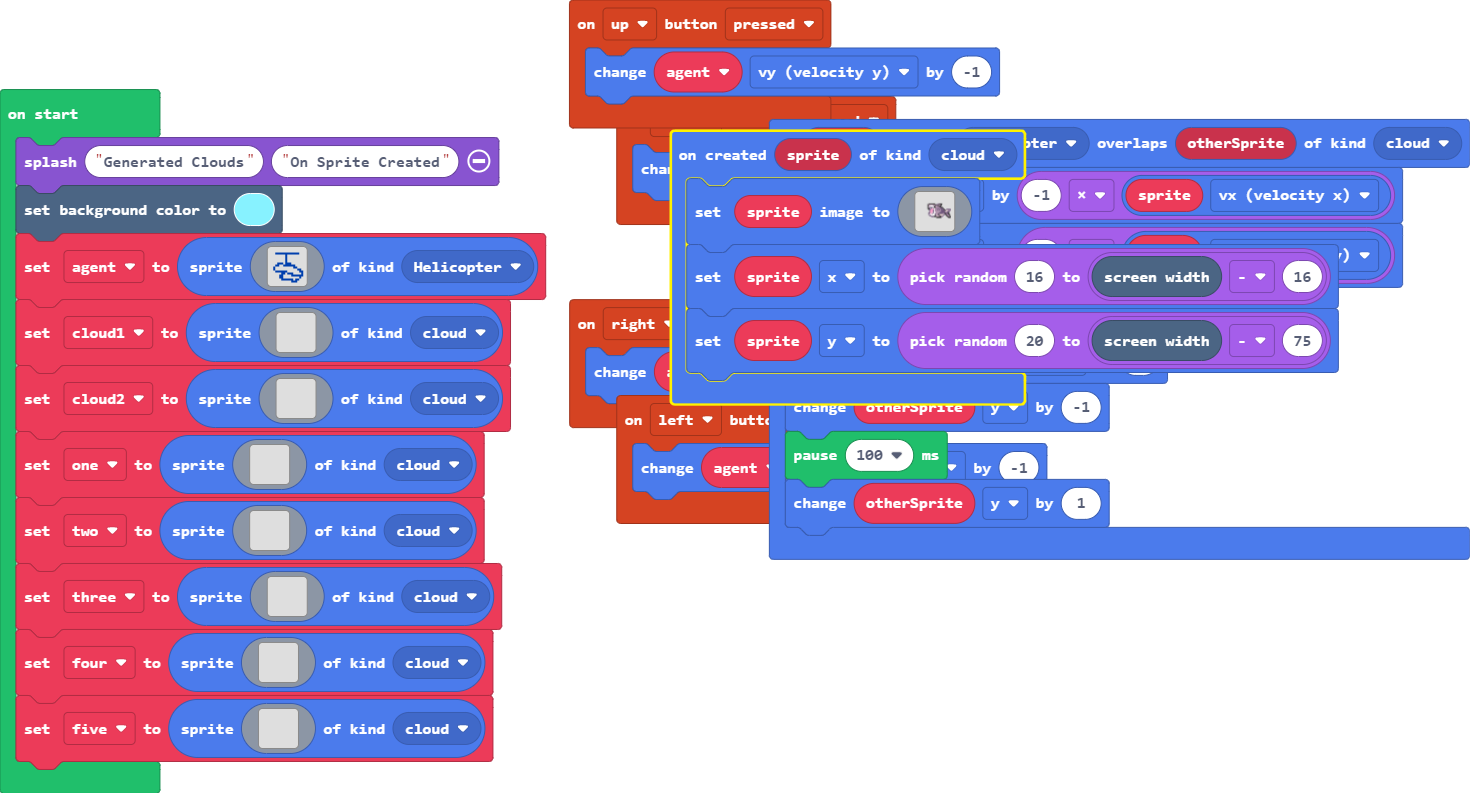 on start
splash "Generated Clouds" "On Sprite Created"
set background color to
set agent to sprite of kind Helicopter
set cloud1 to sprite of kind cloud
set cloud2 to sprite of kind cloud
set one to sprite of kind cloud
set two to sprite of kind cloud
set three to sprite of kind cloud
set four to sprite of kind cloud
set five to sprite of kind cloud
on up button pressed
change agent vy (velocity y) by -1
on created sprite of kind cloud
set sprite image to
set sprite x to pick random 16 to screen width - 16
set sprite y to pick random 20 to screen width - 75
overlaps otherSprite of kind cloud
by -1 × sprite vx (velocity x)
on right
change
on left
change agent
by -1
change otherSprite y by -1
pause 100 ms
change otherSprite y by 1